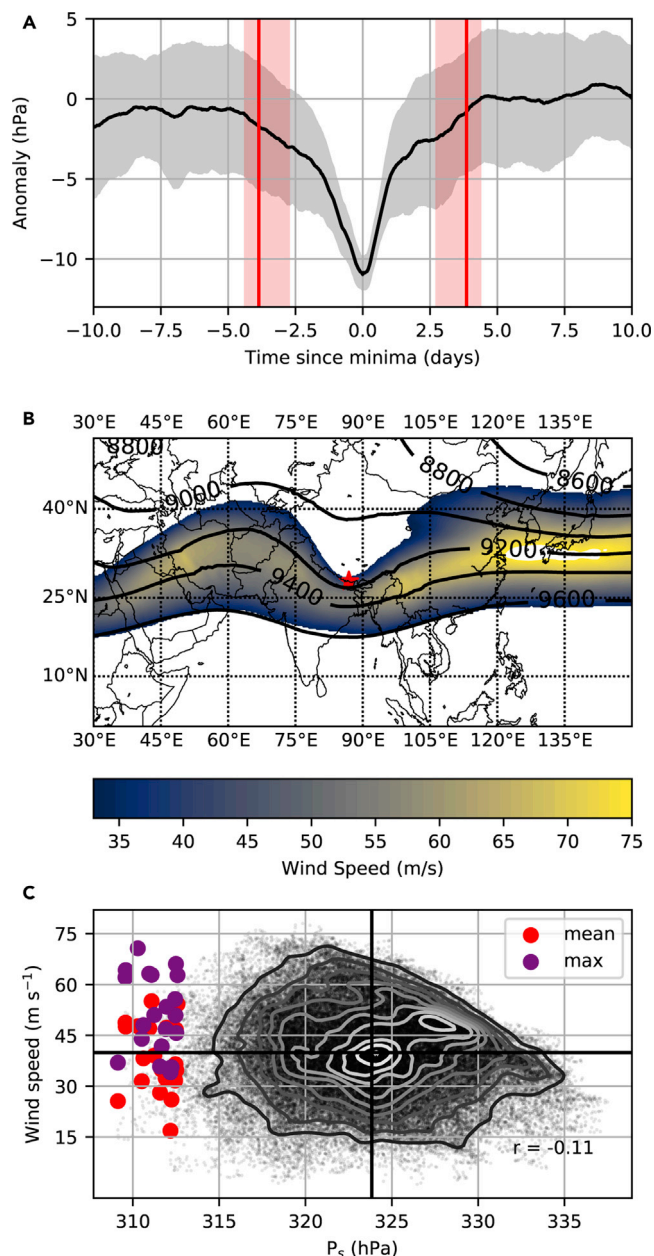 A
5
0
−5
−10
Anomaly (hPa)
−10.0 −7.5 −5.0 −2.5 0.0 2.5 5.0 7.5 10.0
Time since minima (days)
B
30°E 45°E 60°E 75°E 90°E 105°E 120°E 135°E
8800
9000
8800
8600
40°N
9200
9400
9600
25°N
10°N
30°E 45°E 60°E 75°E 90°E 105°E 120°E 135°E
35 40 45 50 55 60 65 70 75
Wind Speed (m/s)
C
75
60
45
30
15
Wind speed (m s⁻¹)
mean
max
r = -0.11
310 315 320 325 330 335
Pₛ (hPa)